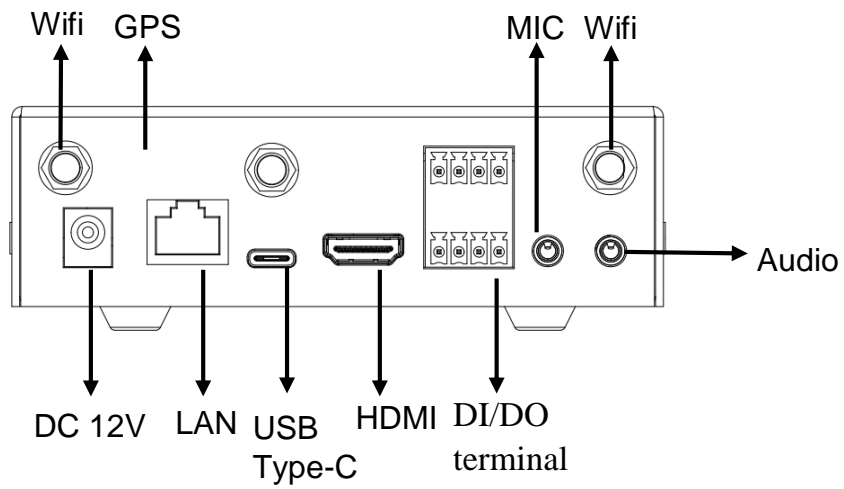 Wifi
GPS
MIC
Wifi
Audio
DC 12V
LAN
USB
Type-C
HDMI
DI/DO
terminal